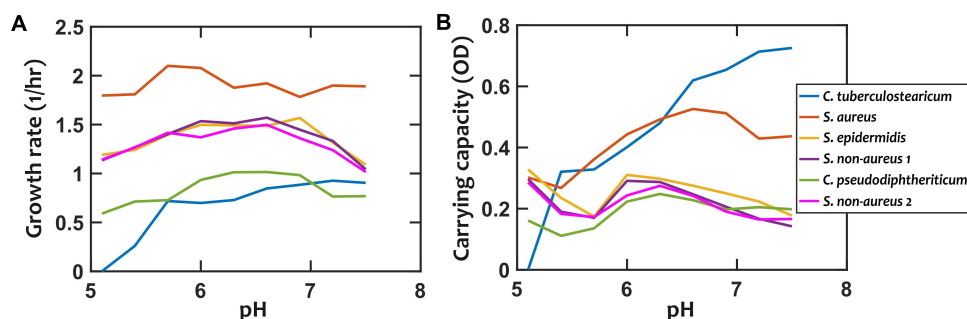 A
Growth rate (1/hr)
2.5
2
1.5
1
0.5
0
5
6
7
8
pH
B
Carrying capacity (OD)
0.8
0.6
0.4
0.2
0
5
6
7
8
pH
C. tuberculostearicum
S. aureus
S. epidermidis
S. non-aureus 1
C. pseudodiphtheriticum
S. non-aureus 2